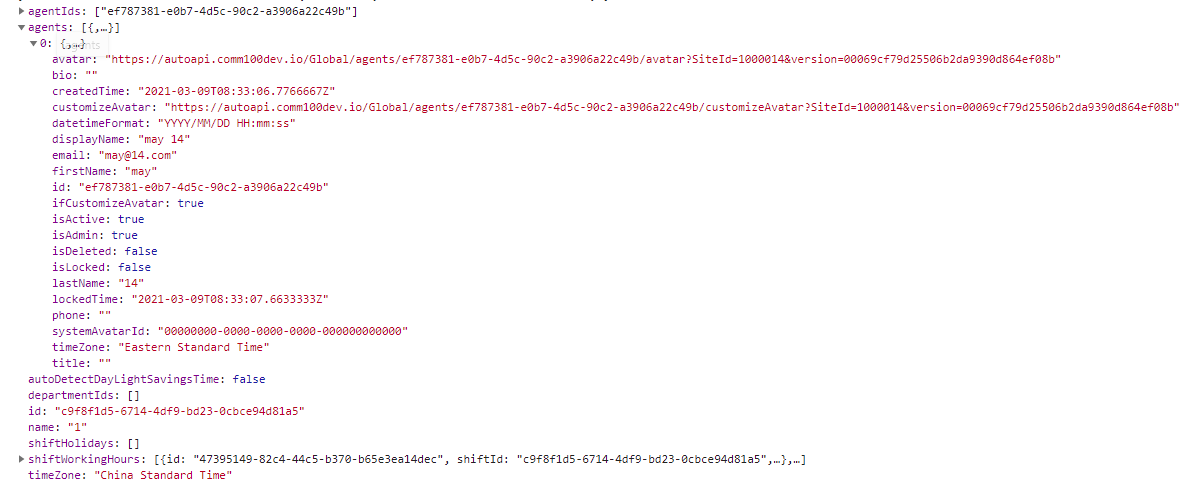 agentIds: ["ef787381-e0b7-4d5c-90c2-a3906a22c49b"]
agents: [{,…}]
0: {,…}
avatar: "https://autoapi.comm100dev.io/Global/agents/ef787381-e0b7-4d5c-90c2-a3906a22c49b/avatar?SiteId=1000014&version=00069cf79d25506b2da9390d864ef08b"
bio: ""
createdTime: "2021-03-09T08:33:06.7766667Z"
customizeAvatar: "https://autoapi.comm100dev.io/Global/agents/ef787381-e0b7-4d5c-90c2-a3906a22c49b/customizeAvatar?SiteId=1000014&version=00069cf79d25506b2da9390d864ef08b"
datetimeFormat: "YYYY/MM/DD HH:mm:ss"
displayName: "may 14"
email: "may@14.com"
firstName: "may"
id: "ef787381-e0b7-4d5c-90c2-a3906a22c49b"
ifCustomizeAvatar: true
isActive: true
isAdmin: true
isDeleted: false
isLocked: false
lastName: "14"
lockedTime: "2021-03-09T08:33:07.6633333Z"
phone: ""
systemAvatarId: "00000000-0000-0000-0000-000000000000"
timeZone: "Eastern Standard Time"
title: ""
autoDetectDayLightSavingsTime: false
departmentIds: []
id: "c9f8f1d5-6714-4df9-bd23-0cbce94d81a5"
name: "1"
shiftHolidays: []
shiftWorkingHours: [{id: "47395149-82c4-44c5-b370-b65e3ea14dec", shiftId: "c9f8f1d5-6714-4df9-bd23-0cbce94d81a5",…},…]
timeZone: "China Standard Time"